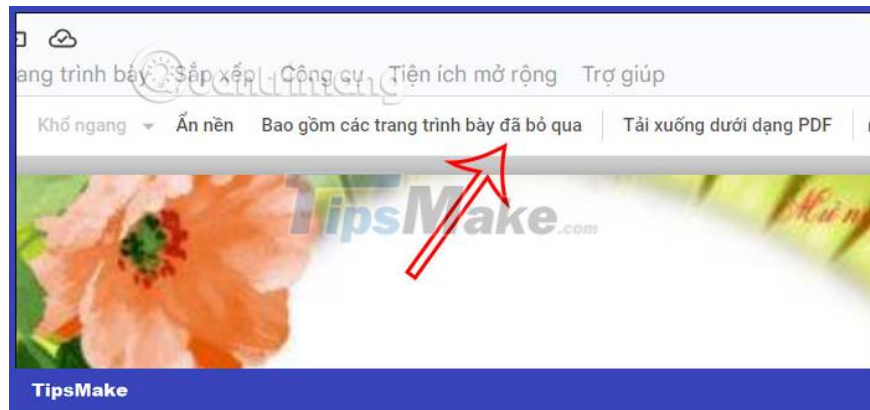 ang trình bày Sắp xếp Công cụ Tiện ích mở rộng Trợ giúp
Quantrimang
Khổ ngang Ẩn nền Bao gồm các trang trình bày đã bỏ qua Tải xuống dưới dạng PDF
TipsMake.com
TipsMake